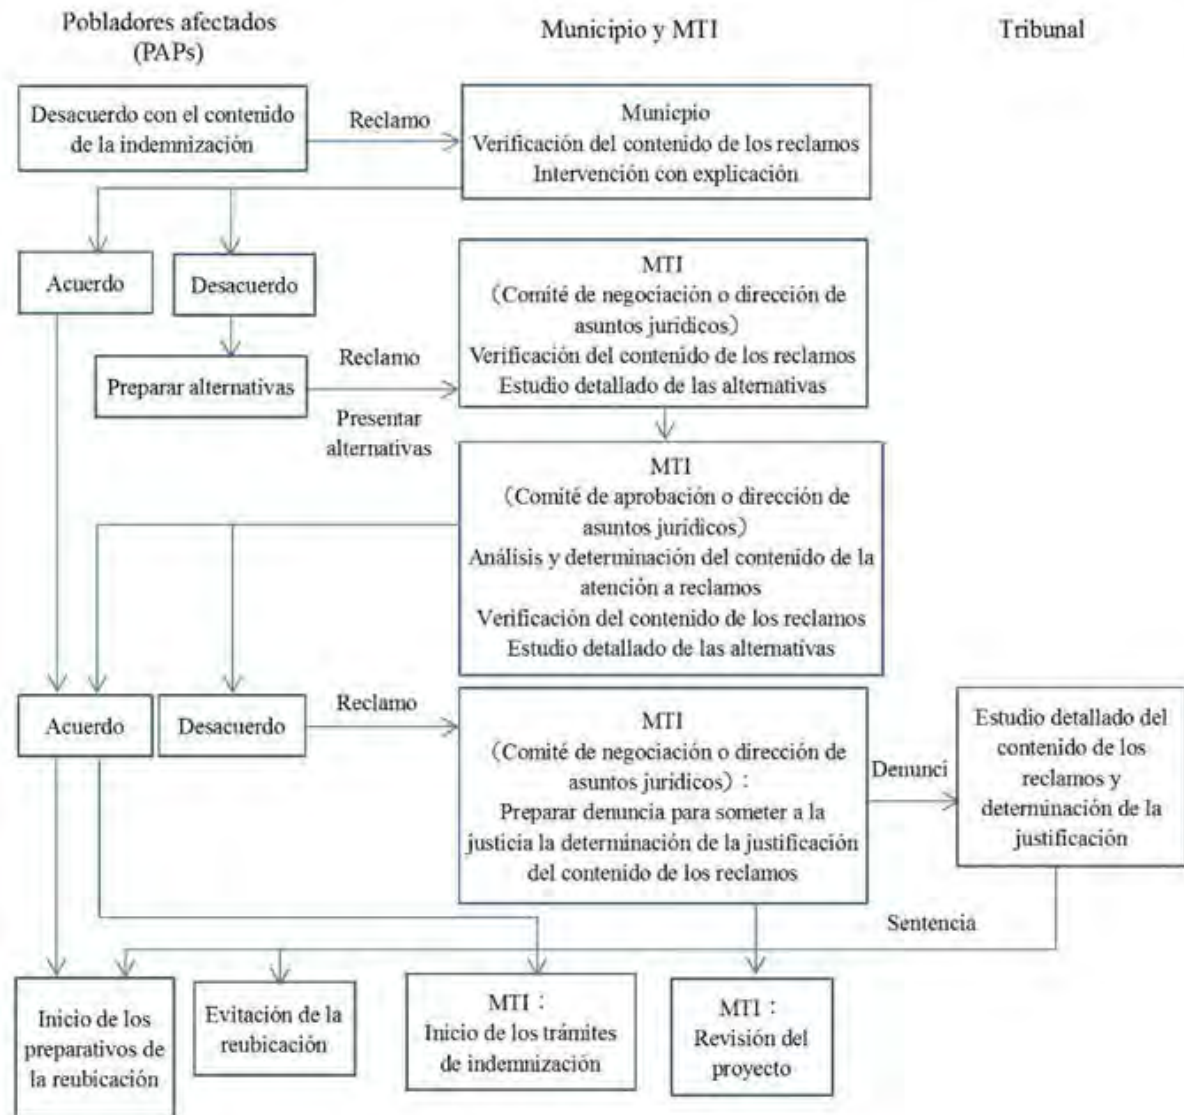 Pobladores afectados
(PAPs)
Municipio y MTI
Tribunal
Desacuerdo con el contenido
de la indemnización
Reclamo
Municpio
Verificación del contenido de los reclamos
Intervención con explicación
Acuerdo
Desacuerdo
MTI
(Comité de negociación o dirección de
asuntos jurídicos)
Verificación del contenido de los reclamos
Estudio detallado de las alternativas
Preparar alternativas
Reclamo
Presentar
alternativas
MTI
(Comité de aprobación o dirección de
asuntos jurídicos)
Análisis y determinación del contenido de la
atención a reclamos
Verificación del contenido de los reclamos
Estudio detallado de las alternativas
Acuerdo
Desacuerdo
Reclamo
MTI
(Comité de negociación o dirección de
asuntos jurídicos) :
Preparar denuncia para someter a la
justicia la determinación de la justificación
del contenido de los reclamos
Denunci
Estudio detallado del
contenido de los
reclamos y
determinación de la
justificación
Sentencia
Inicio de los
preparativos de
la reubicación
Evitación de la
reubicación
MTI :
Inicio de los trámites
de indemnización
MTI :
Revisión del
proyecto